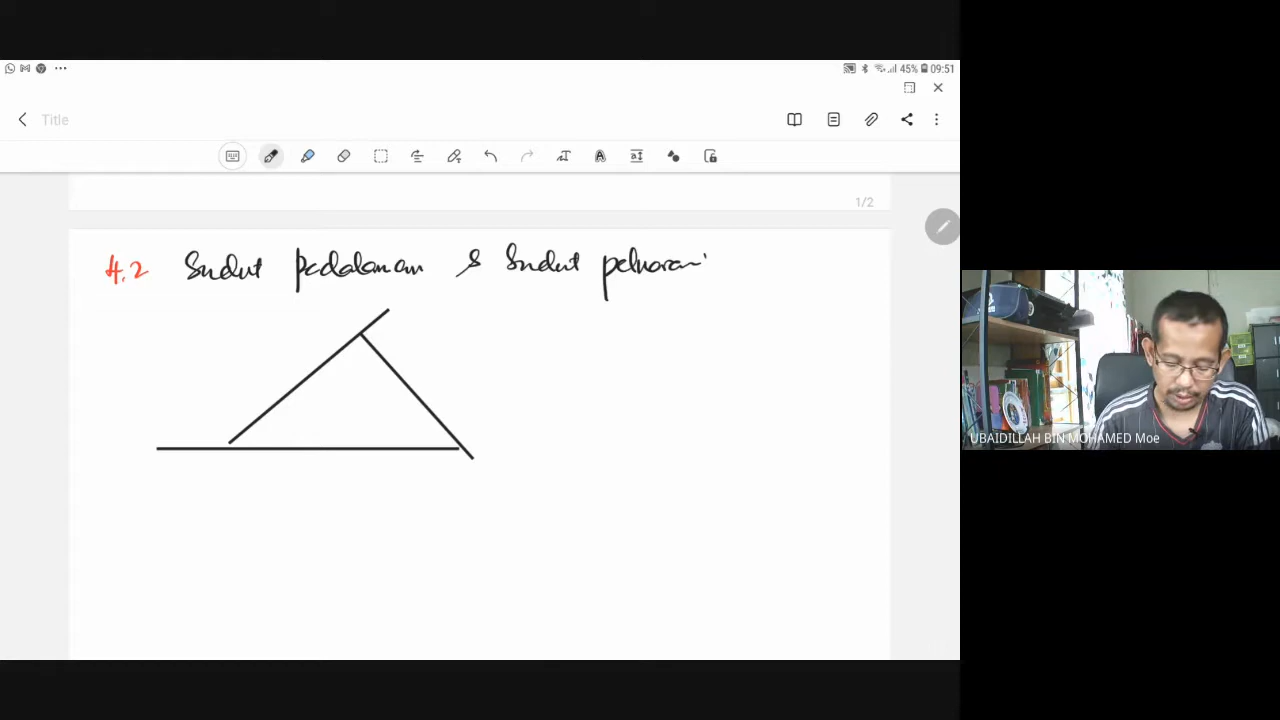 45% 09:51
Title
1/2
4.2 Sudut pedalaman & Sudut peluaran
UBAIDILLAH BIN MOHAMED Moe